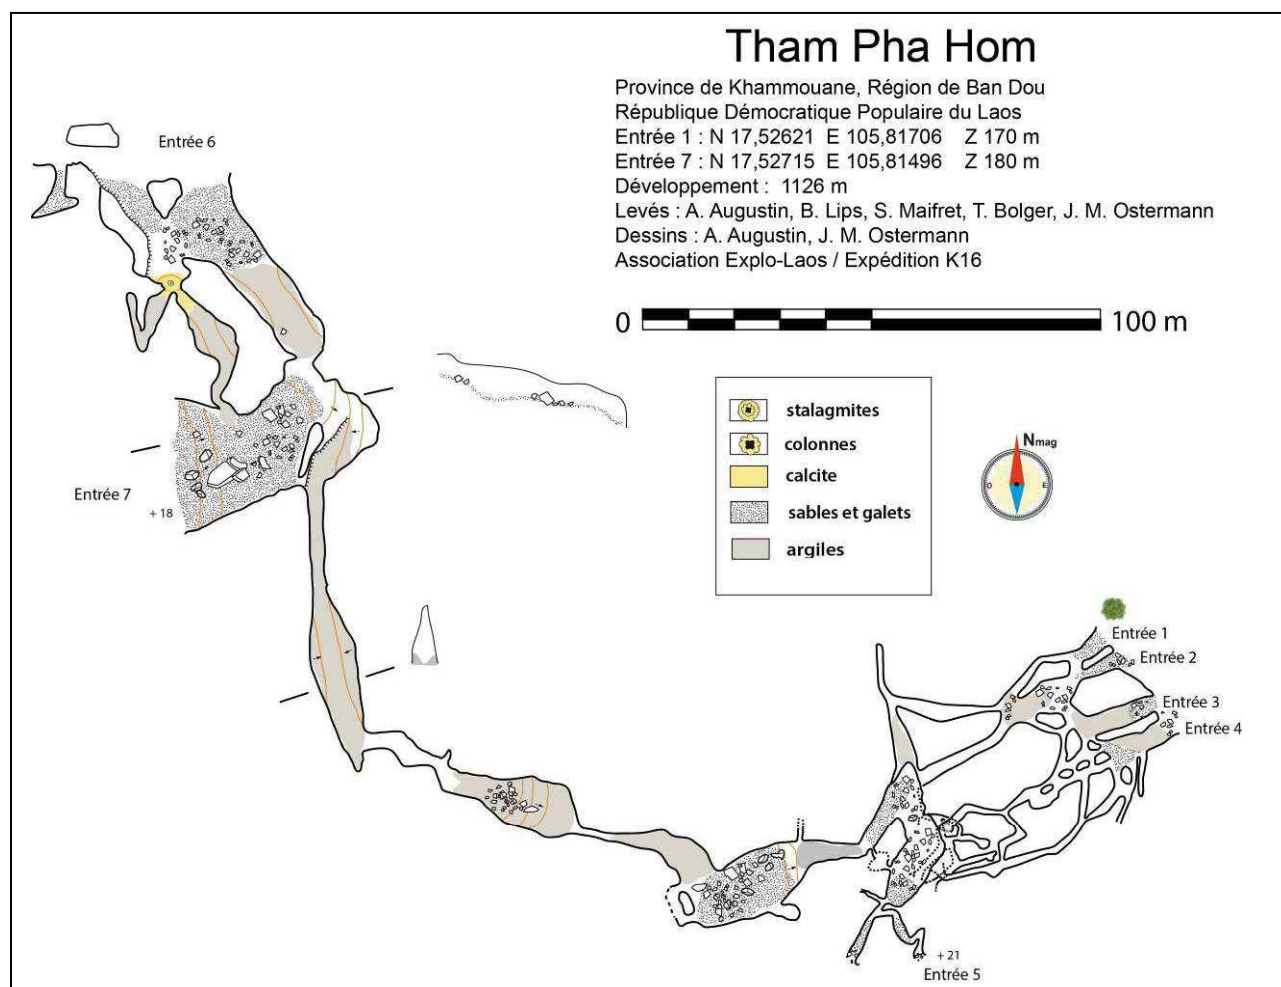 Tham Pha Hom
Province de Khammouane, Région de Ban Dou
République Démocratique Populaire du Laos
Entrée 1 : N 17,52621 E 105,81706 Z 170 m
Entrée 7 : N 17,52715 E 105,81496 Z 180 m
Développement : 1126 m
Levés : A. Augustin, B. Lips, S. Maifret, T. Bolger, J. M. Ostermann
Dessins : A. Augustin, J. M. Ostermann
Association Explo-Laos / Expédition K16
0 100 m
Entrée 6
stalagmites
colonnes
calcite
sables et galets
argiles
Nmag
O E
Entrée 7
+ 18
Entrée 1
Entrée 2
Entrée 3
Entrée 4
+ 21
Entrée 5